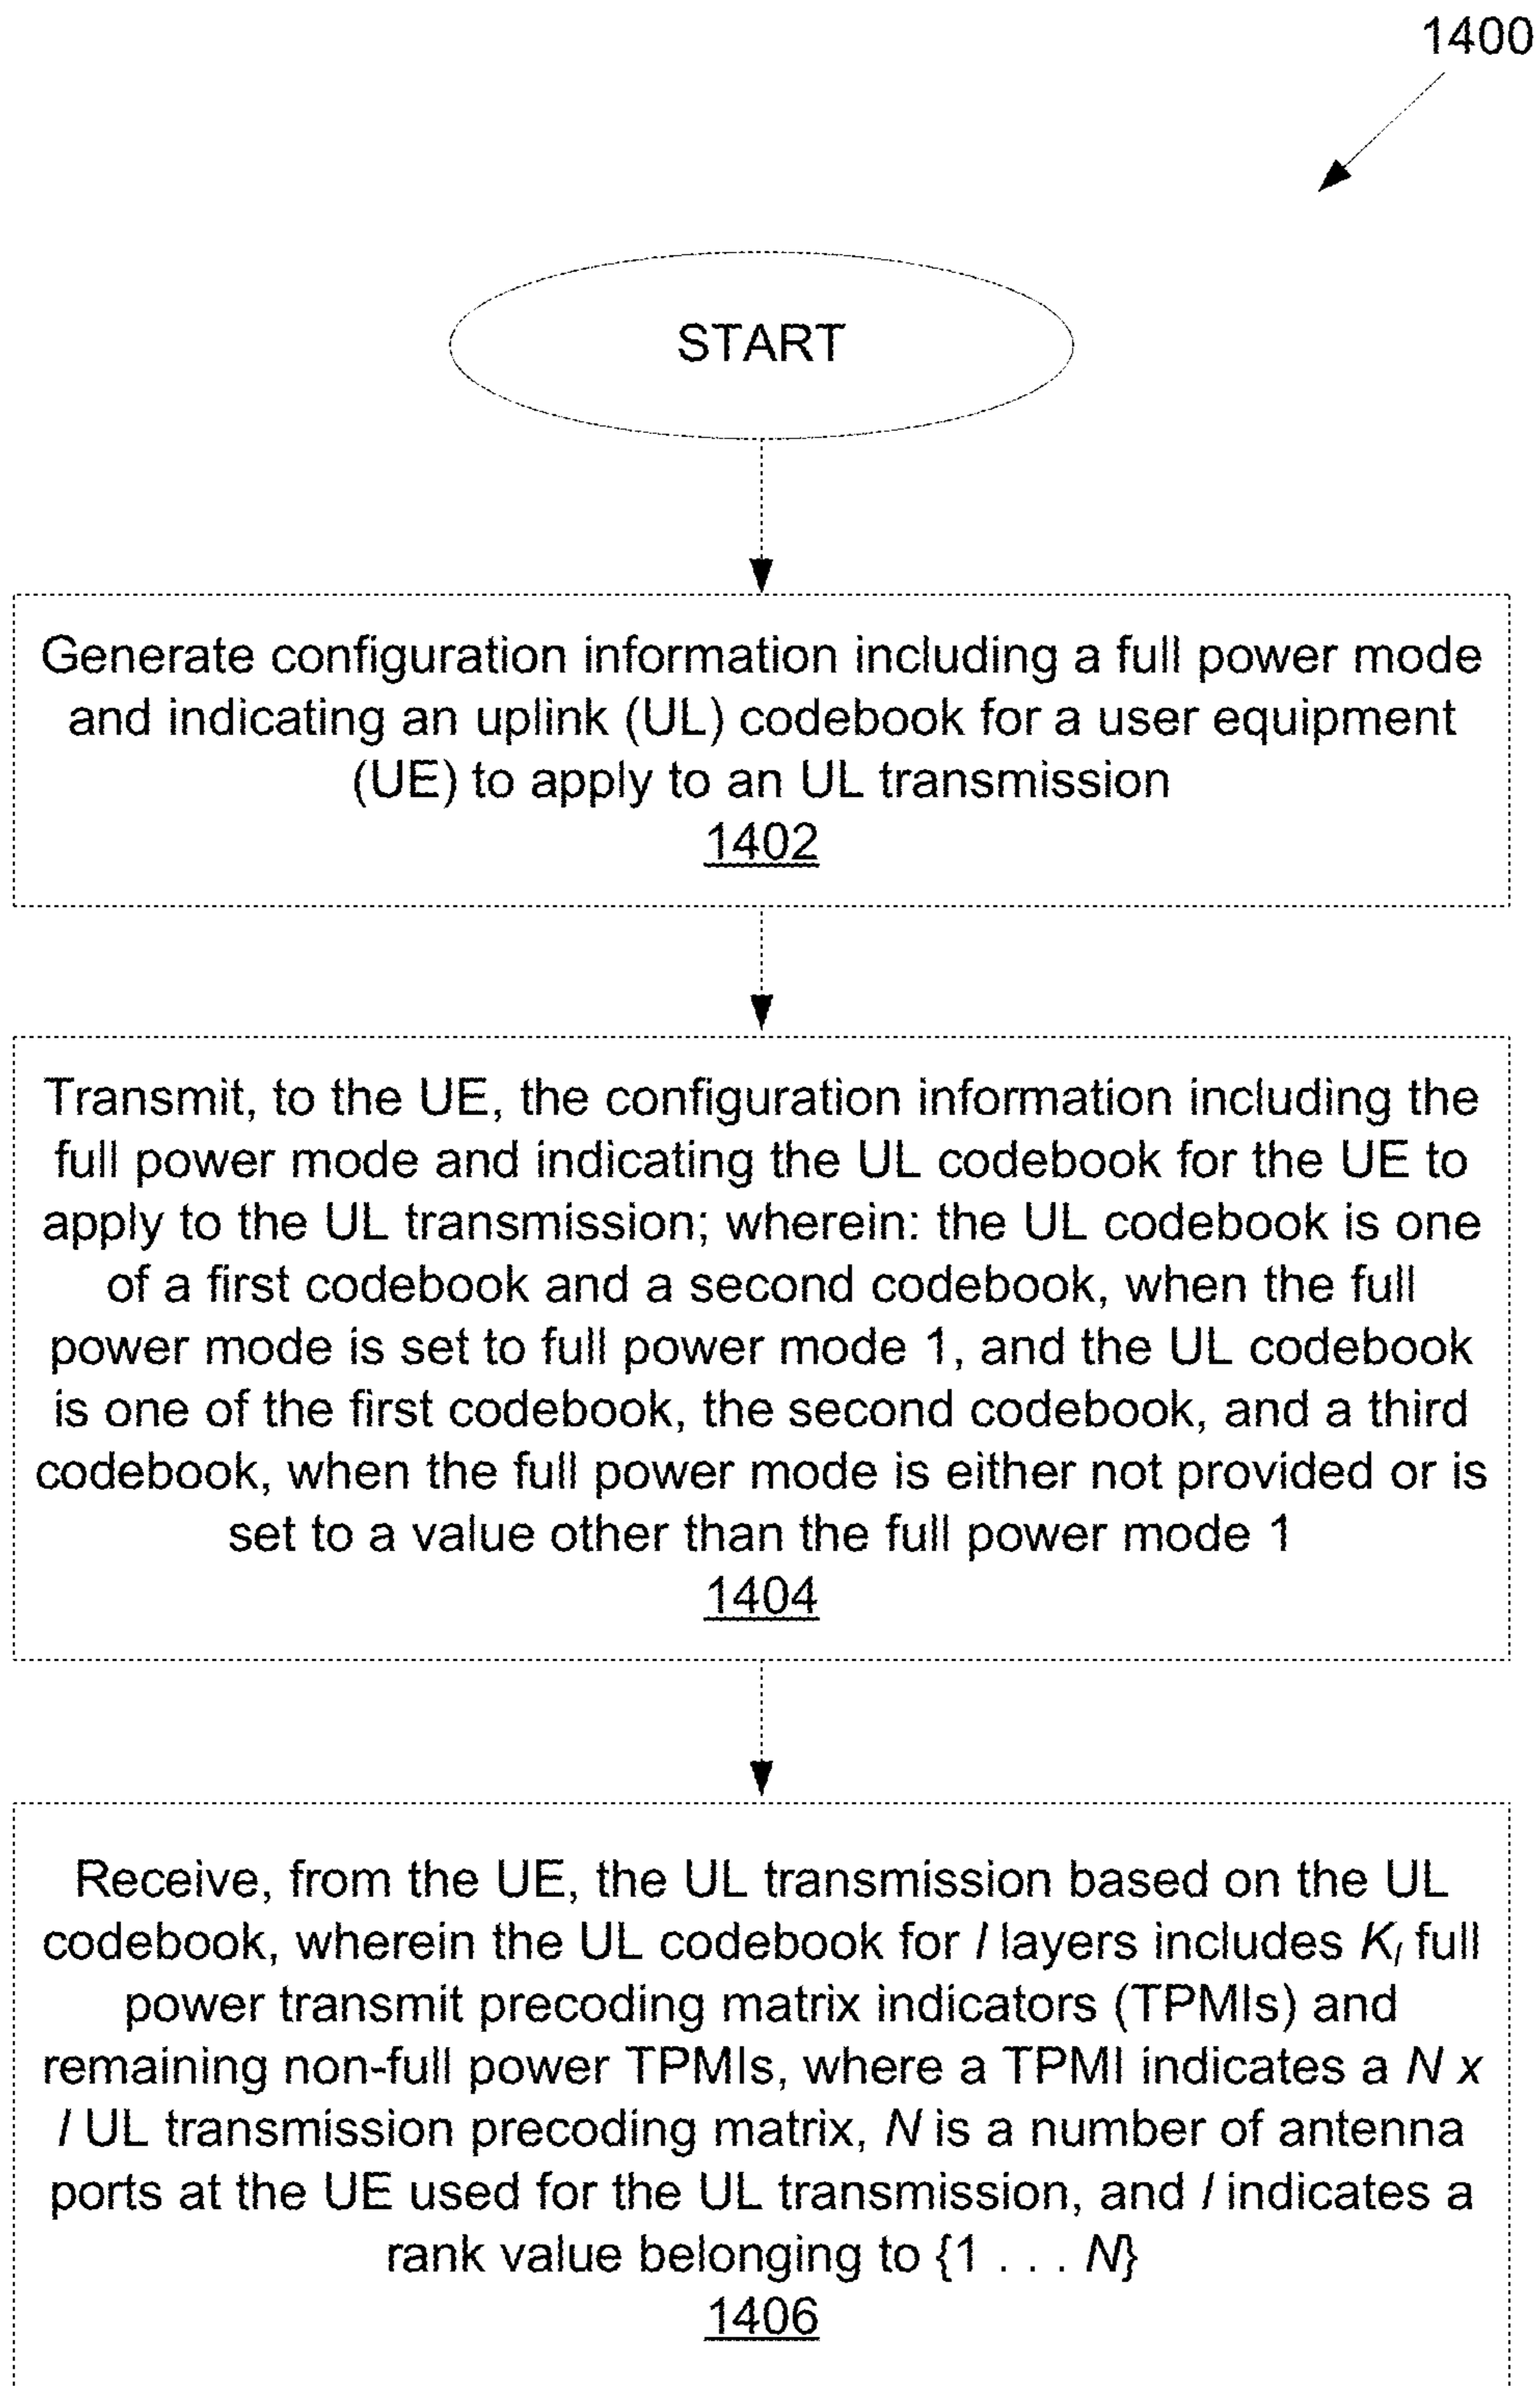 1400
START
Generate configuration information including a full power mode
and indicating an uplink (UL) codebook for a user equipment
(UE) to apply to an UL transmission
1402
Transmit, to the UE, the configuration information including the
full power mode and indicating the UL codebook for the UE to
apply to the UL transmission; wherein: the UL codebook is one
of a first codebook and a second codebook, when the full
power mode is set to full power mode 1, and the UL codebook
is one of the first codebook, the second codebook, and a third
codebook, when the full power mode is either not provided or is
set to a value other than the full power mode 1
1404
Receive, from the UE, the UL transmission based on the UL
codebook, wherein the UL codebook for l layers includes Kₗ full
power transmit precoding matrix indicators (TPMIs) and
remaining non-full power TPMIs, where a TPMI indicates a N x
l UL transmission precoding matrix, N is a number of antenna
ports at the UE used for the UL transmission, and l indicates a
rank value belonging to {1 . . . N}
1406